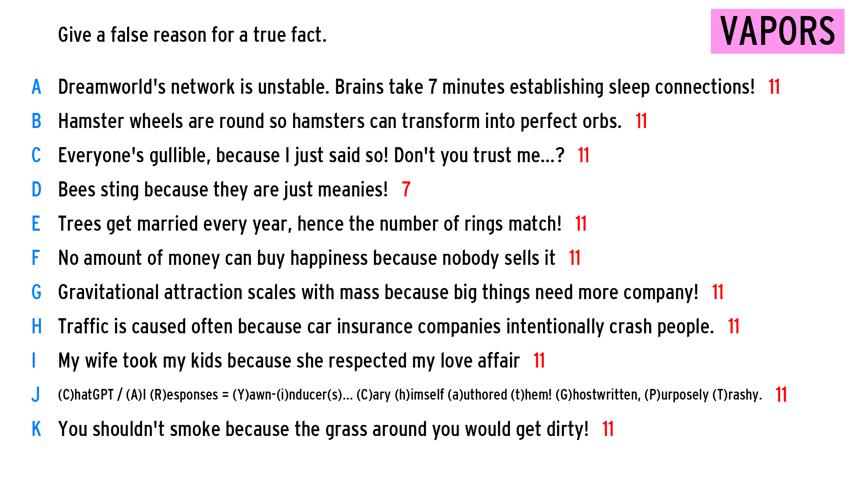 Give a false reason for a true fact.
VAPORS
A Dreamworld's network is unstable. Brains take 7 minutes establishing sleep connections! 11
B Hamster wheels are round so hamsters can transform into perfect orbs. 11
C Everyone's gullible, because I just said so! Don't you trust me...? 11
D Bees sting because they are just meanies! 7
E Trees get married every year, hence the number of rings match! 11
F No amount of money can buy happiness because nobody sells it 11
G Gravitational attraction scales with mass because big things need more company! 11
H Traffic is caused often because car insurance companies intentionally crash people. 11
I My wife took my kids because she respected my love affair 11
J (C)hatGPT / (A)I (R)esponses = (Y)awn-(i)nducer(s)... (C)ary (h)imself (a)uthored (t)hem! (G)hostwritten, (P)urposely (T)rashy. 11
K You shouldn't smoke because the grass around you would get dirty! 11